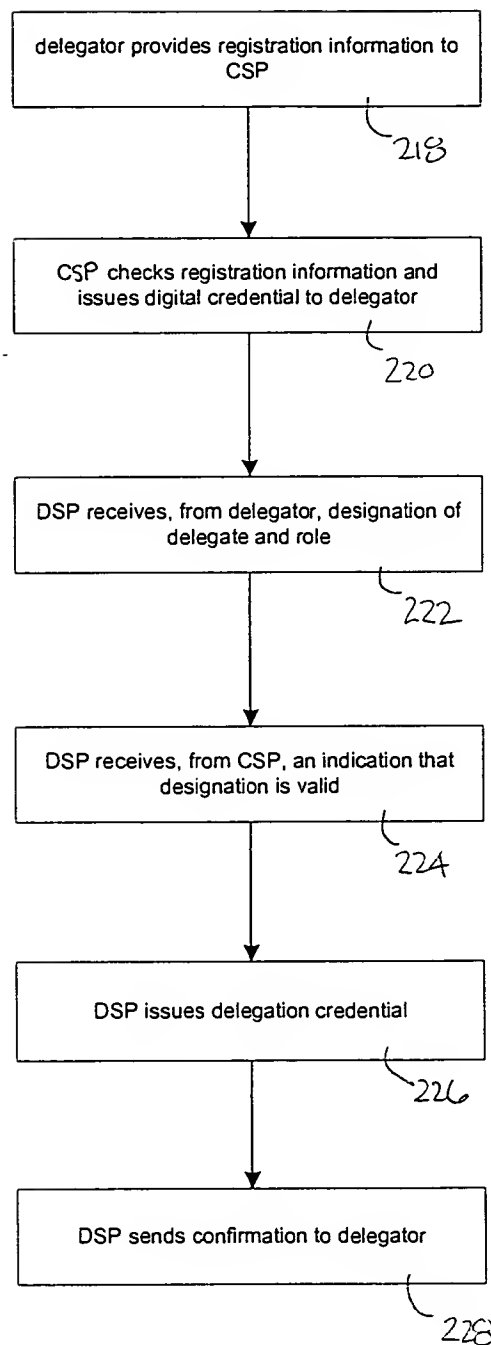 delegator provides registration information to
CSP
218
CSP checks registration information and
issues digital credential to delegator
220
DSP receives, from delegator, designation of
delegate and role
222
DSP receives, from CSP, an indication that
designation is valid
224
DSP issues delegation credential
226
DSP sends confirmation to delegator
228